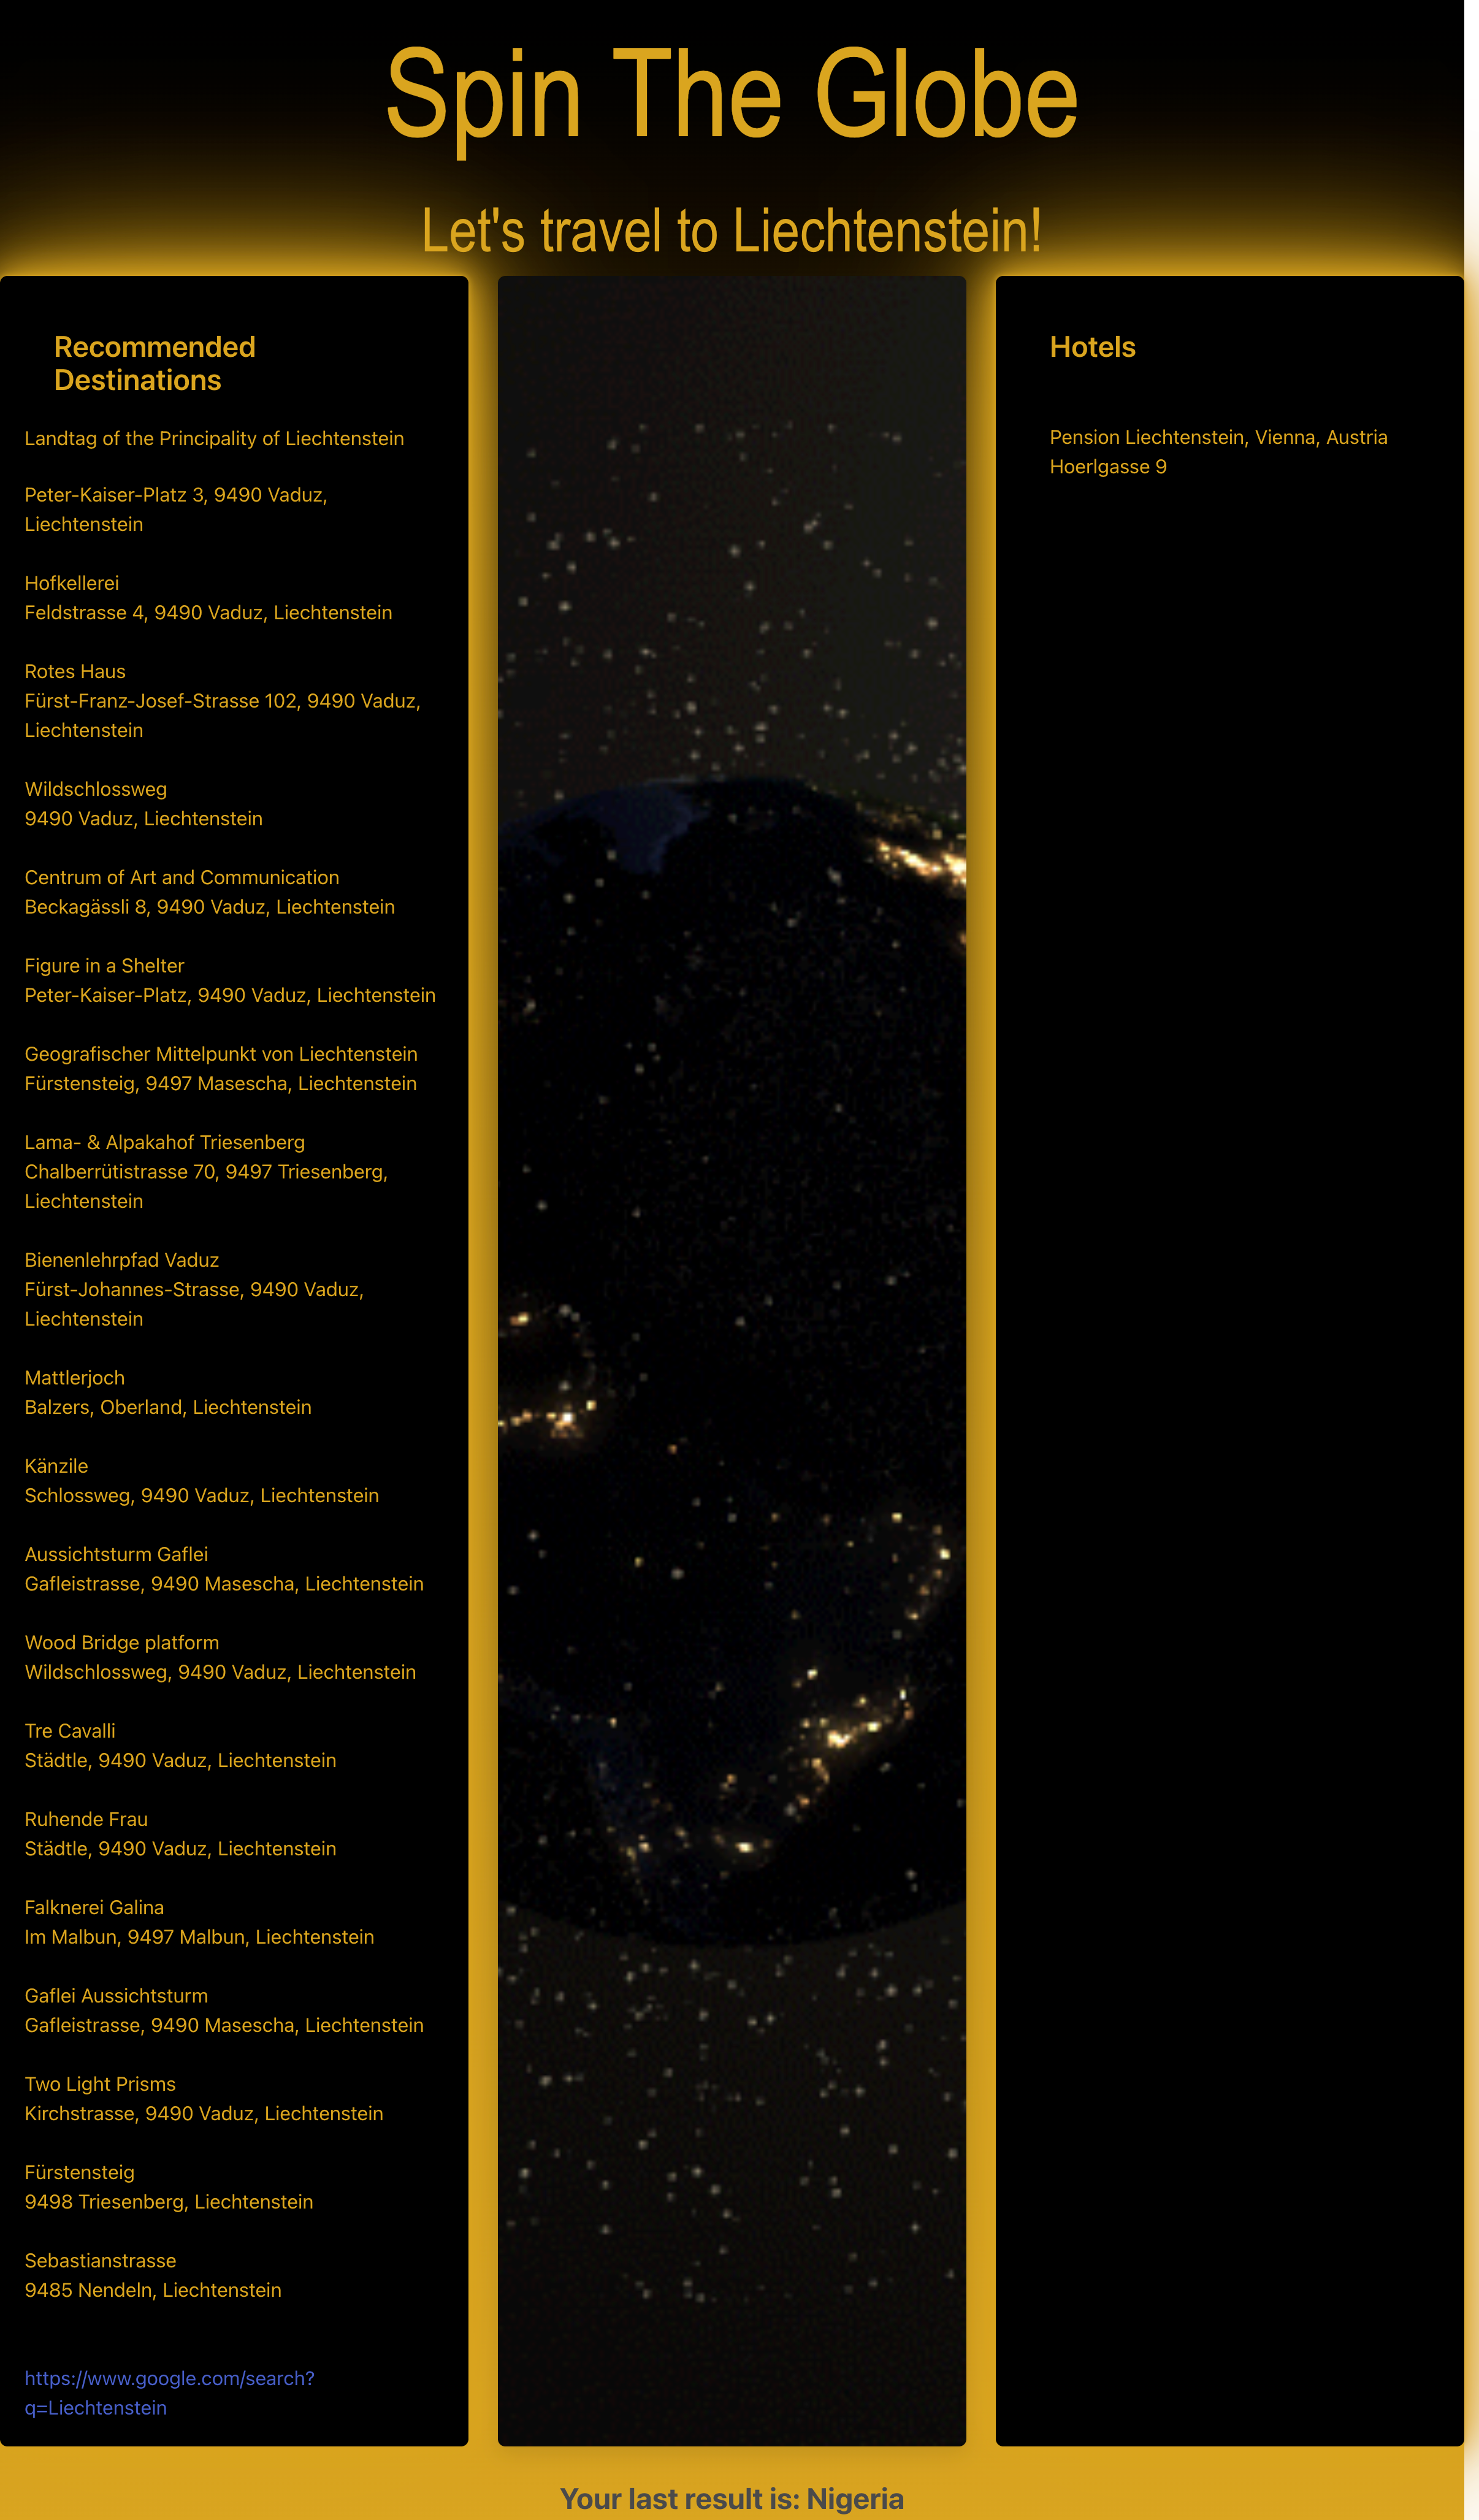 Spin The Globe
Let's travel to Liechtenstein!
Recommended
Destinations
Landtag of the Principality of Liechtenstein
Peter-Kaiser-Platz 3, 9490 Vaduz,
Liechtenstein
Hofkellerei
Feldstrasse 4, 9490 Vaduz, Liechtenstein
Rotes Haus
Fürst-Franz-Josef-Strasse 102, 9490 Vaduz,
Liechtenstein
Wildschlossweg
9490 Vaduz, Liechtenstein
Centrum of Art and Communication
Beckagässli 8, 9490 Vaduz, Liechtenstein
Figure in a Shelter
Peter-Kaiser-Platz, 9490 Vaduz, Liechtenstein
Geografischer Mittelpunkt von Liechtenstein
Fürstensteig, 9497 Masescha, Liechtenstein
Lama- & Alpakahof Triesenberg
Chalberrütistrasse 70, 9497 Triesenberg,
Liechtenstein
Bienenlehrpfad Vaduz
Fürst-Johannes-Strasse, 9490 Vaduz,
Liechtenstein
Mattlerjoch
Balzers, Oberland, Liechtenstein
Känzile
Schlossweg, 9490 Vaduz, Liechtenstein
Aussichtsturm Gaflei
Gafleistrasse, 9490 Masescha, Liechtenstein
Wood Bridge platform
Wildschlossweg, 9490 Vaduz, Liechtenstein
Tre Cavalli
Städtle, 9490 Vaduz, Liechtenstein
Ruhende Frau
Städtle, 9490 Vaduz, Liechtenstein
Falknerei Galina
Im Malbun, 9497 Malbun, Liechtenstein
Gaflei Aussichtsturm
Gafleistrasse, 9490 Masescha, Liechtenstein
Two Light Prisms
Kirchstrasse, 9490 Vaduz, Liechtenstein
Fürstensteig
9498 Triesenberg, Liechtenstein
Sebastianstrasse
9485 Nendeln, Liechtenstein
https://www.google.com/search?
q=Liechtenstein
Hotels
Pension Liechtenstein, Vienna, Austria
Hoerlgasse 9
Your last result is: Nigeria